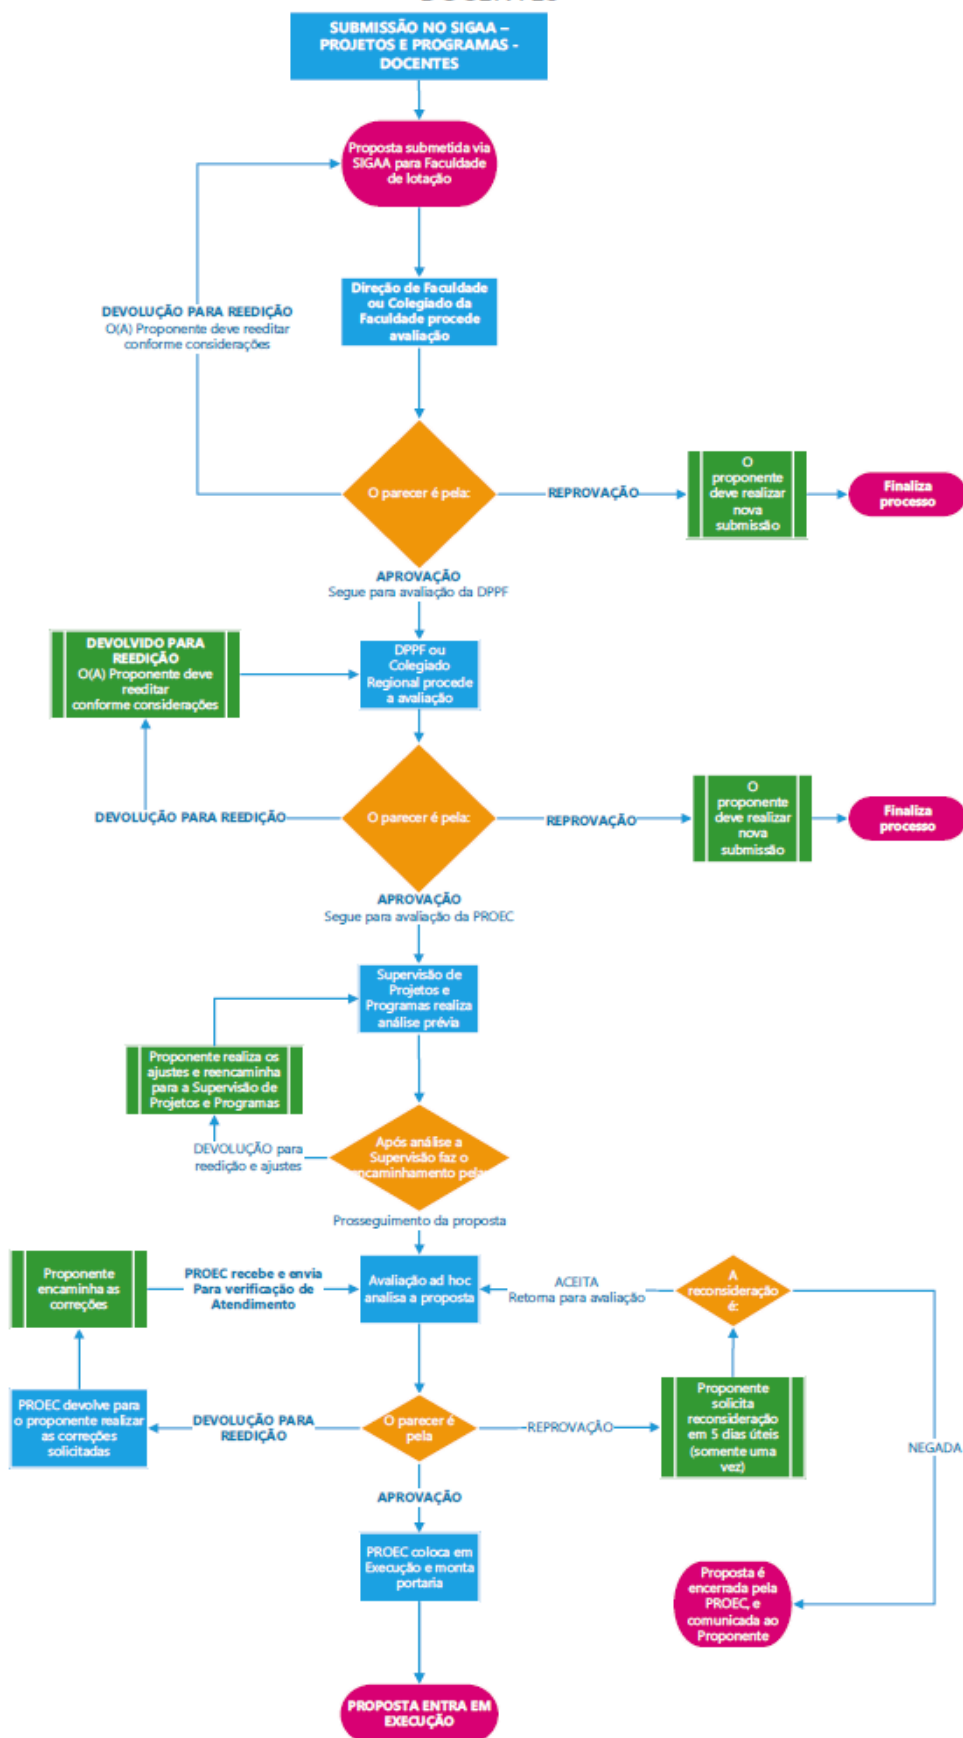 DOCENTES
SUBMISSÃO NO SIGAA –
PROJETOS E PROGRAMAS -
DOCENTES
Proposta submetida via
SIGAA para Faculdade
de lotação
Direção de Faculdade
ou Colegiado da
Faculdade procede
avaliação
DEVOLUÇÃO PARA REEDIÇÃO
O(A) Proponente deve reeditar
conforme considerações
O parecer é pela:
REPROVAÇÃO
O
proponente
deve realizar
nova
submissão
Finaliza
processo
APROVAÇÃO
Segue para avaliação da DPPF
DEVOLVIDO PARA
REEDIÇÃO
O(A) Proponente deve
reeditar
conforme considerações
DPPF ou
Colegiado
Regional procede
a avaliação
DEVOLUÇÃO PARA REEDIÇÃO
O parecer é pela:
REPROVAÇÃO
O
proponente
deve realizar
nova
submissão
Finaliza
processo
APROVAÇÃO
Segue para avaliação da PROEC
Supervisão de
Projetos e
Programas realiza
análise prévia
Proponente realiza os
ajustes e reencaminha
para a Supervisão de
Projetos e Programas
DEVOLUÇÃO para
reedição e ajustes
Após análise a
Supervisão faz o
encaminhamento pela
Prosseguimento da proposta
Proponente
encaminha as
correções
PROEC recebe e envia
Para verificação de
Atendimento
Avaliação ad hoc
analisa a proposta
ACEITA
Retorna para avaliação
A
reconsideração
é:
PROEC devolve para
o proponente realizar
as correções
solicitadas
DEVOLUÇÃO PARA
REEDIÇÃO
O parecer é
pela
REPROVAÇÃO
Proponente
solicita
reconsideração
em 5 dias úteis
(somente uma
vez)
NEGADA
APROVAÇÃO
PROEC coloca em
Execução e monta
portaria
Proposta é
encerrada pela
PROEC, e
comunicada ao
Proponente
PROPOSTA ENTRA EM
EXECUÇÃO